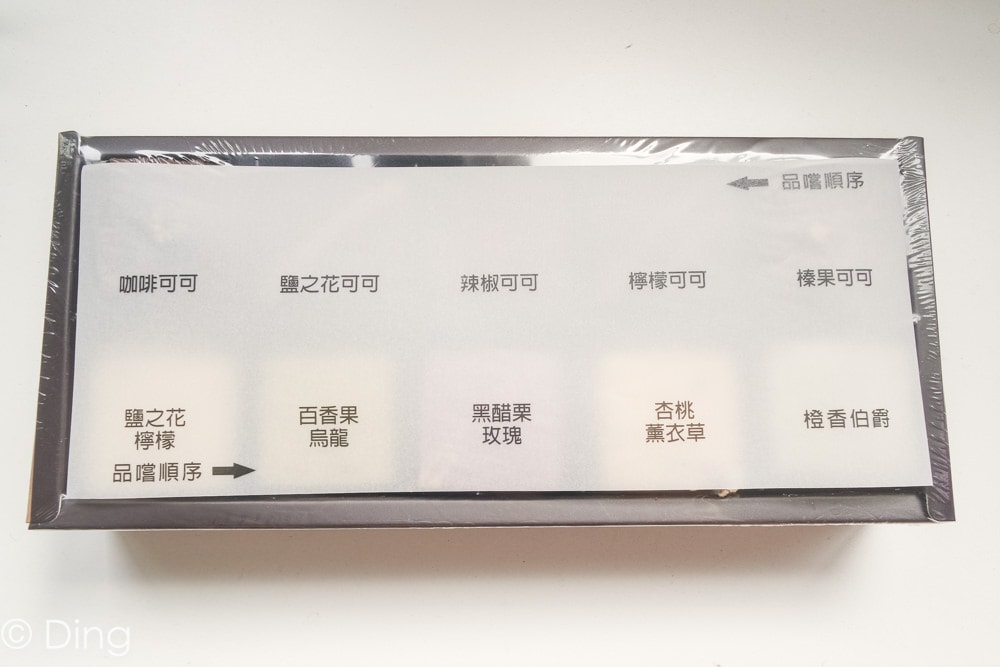 ← 品嚐順序
咖啡可可 鹽之花可可 辣椒可可 檸檬可可 榛果可可
鹽之花
檸檬
百香果
烏龍
黑醋栗
玫瑰
杏桃
薰衣草
橙香伯爵
品嚐順序 →
© Ding